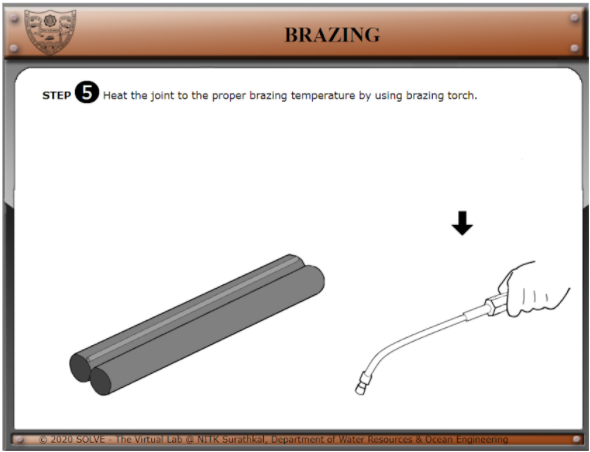 BRAZING
STEP 5 Heat the joint to the proper brazing temperature by using brazing torch.
© 2020 SOLVE - The Virtual Lab @ NITK Surathkal, Department of Water Resources & Ocean Engineering